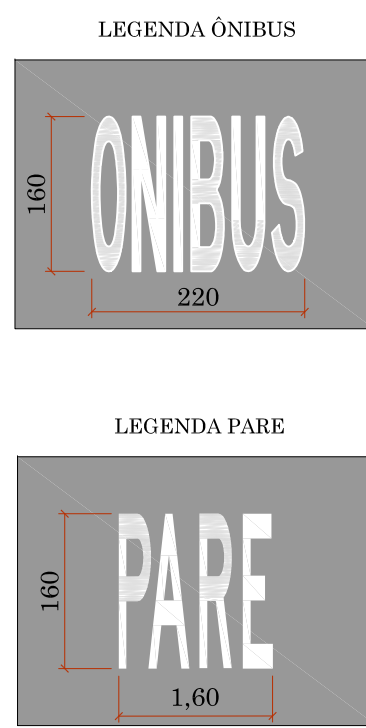 LEGENDA ÔNIBUS
160
ONIBUS
220
LEGENDA PARE
160
PARE
1,60